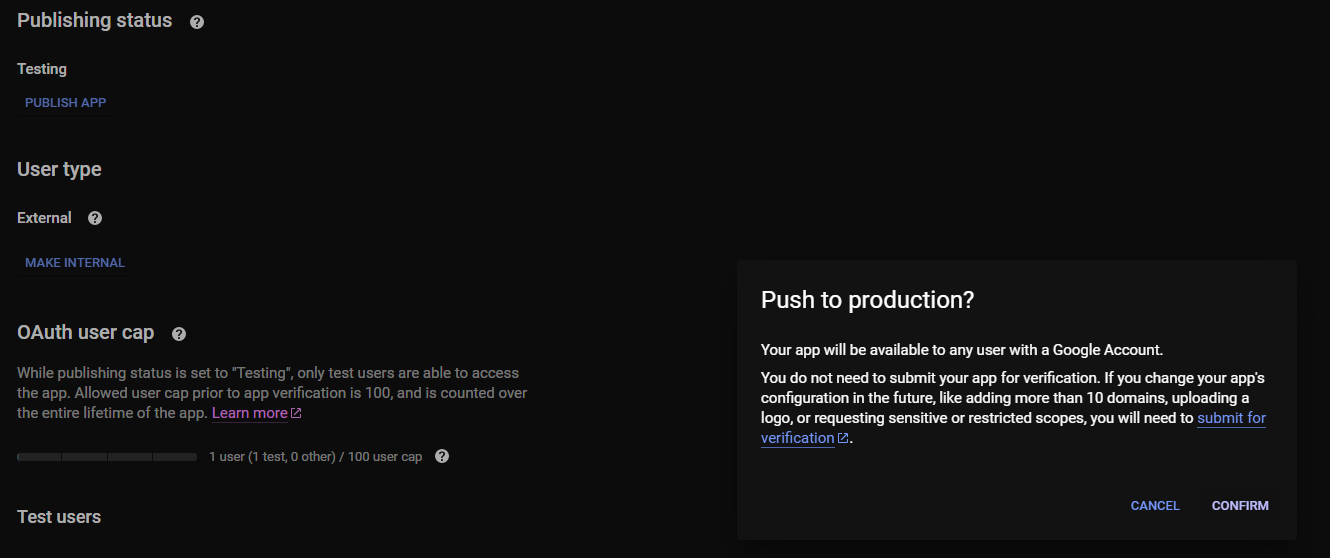 Publishing status
Testing
PUBLISH APP
User type
External
MAKE INTERNAL
OAuth user cap
While publishing status is set to "Testing", only test users are able to access
the app. Allowed user cap prior to app verification is 100, and is counted over
the entire lifetime of the app. Learn more
1 user (1 test, 0 other) / 100 user cap
Test users
Push to production?
Your app will be available to any user with a Google Account.
You do not need to submit your app for verification. If you change your app's
configuration in the future, like adding more than 10 domains, uploading a
logo, or requesting sensitive or restricted scopes, you will need to submit for
verification.
CANCEL CONFIRM